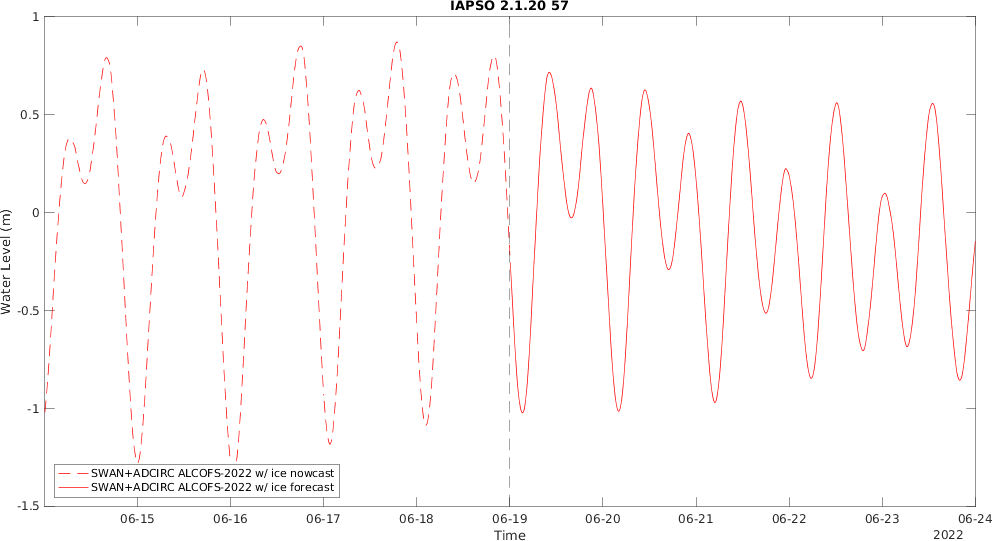 IAPSO 2.1.20 57
1
0.5
0
-0.5
-1
-1.5
Water Level (m)
SWAN+ADCIRC ALCOFS-2022 w/ ice nowcast
SWAN+ADCIRC ALCOFS-2022 w/ ice forecast
06-15 06-16 06-17 06-18 06-19 06-20 06-21 06-22 06-23 06-24
Time
2022